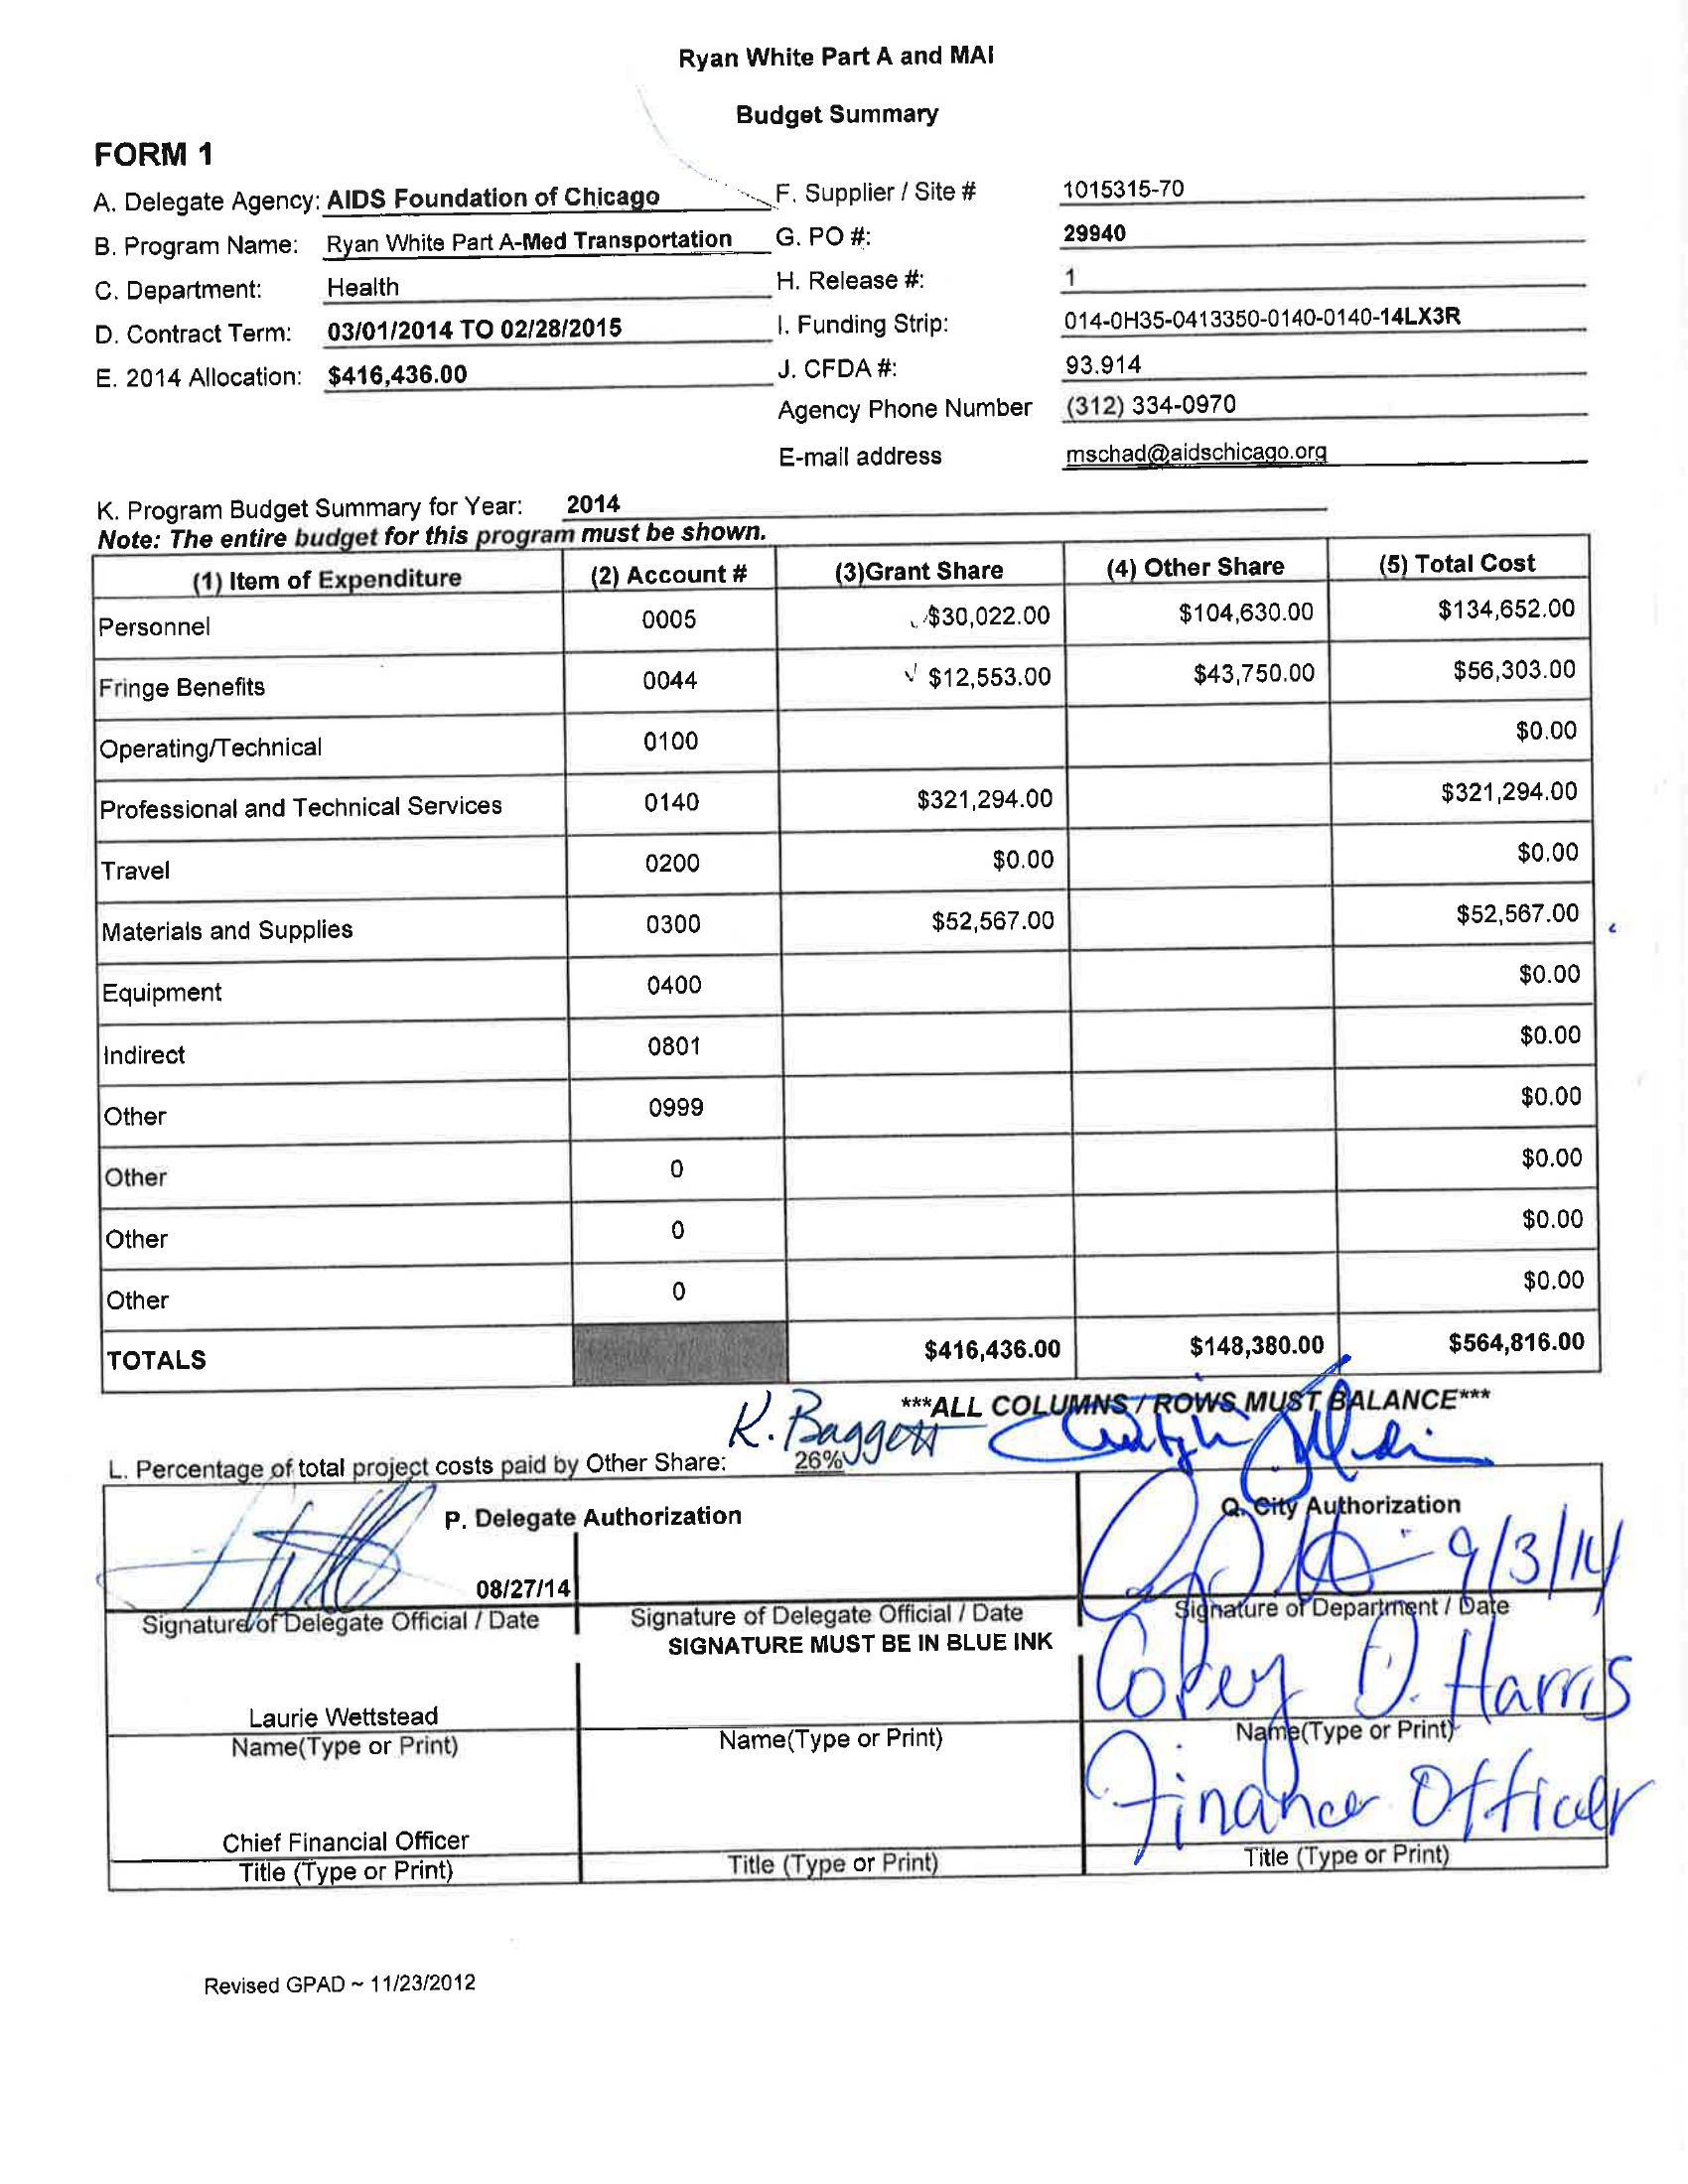 Ryan White Part A and MAI
Budget Summary
FORM 1
A. Delegate Agency: AIDS Foundation of Chicago F. Supplier / Site # 1015315-70
B. Program Name: Ryan White Part A-Med Transportation G. PO #: 29940
C. Department: Health H. Release #: 1
D. Contract Term: 03/01/2014 TO 02/28/2015 I. Funding Strip: 014-0H35-0413350-0140-0140-14LX3R
E. 2014 Allocation: $416,436.00 J. CFDA #: 93.914
Agency Phone Number (312) 334-0970
E-mail address mschad@aidschicago.org
K. Program Budget Summary for Year: 2014
Note: The entire budget for this program must be shown.
(1) Item of Expenditure (2) Account # (3)Grant Share (4) Other Share (5) Total Cost
Personnel 0005 $30,022.00 $104,630.00 $134,652.00
Fringe Benefits 0044 $12,553.00 $43,750.00 $56,303.00
Operating/Technical 0100 $0.00
Professional and Technical Services 0140 $321,294.00 $321,294.00
Travel 0200 $0.00 $0.00
Materials and Supplies 0300 $52,567.00 $52,567.00
Equipment 0400 $0.00
Indirect 0801 $0.00
Other 0999 $0.00
Other 0 $0.00
Other 0 $0.00
Other 0 $0.00
TOTALS $416,436.00 $148,380.00 $564,816.00
***ALL COLUMNS / ROWS MUST BALANCE***
K. Baggett
L. Percentage of total project costs paid by Other Share: 26%
P. Delegate Authorization Q. City Authorization
08/27/14 9/3/14
Signature of Delegate Official / Date Signature of Delegate Official / Date Signature of Department / Date
SIGNATURE MUST BE IN BLUE INK
Laurie Wettstead Corey D. Harris
Name(Type or Print) Name(Type or Print) Name(Type or Print)
Chief Financial Officer Finance Officer
Title (Type or Print) Title (Type or Print) Title (Type or Print)
Revised GPAD ~ 11/23/2012